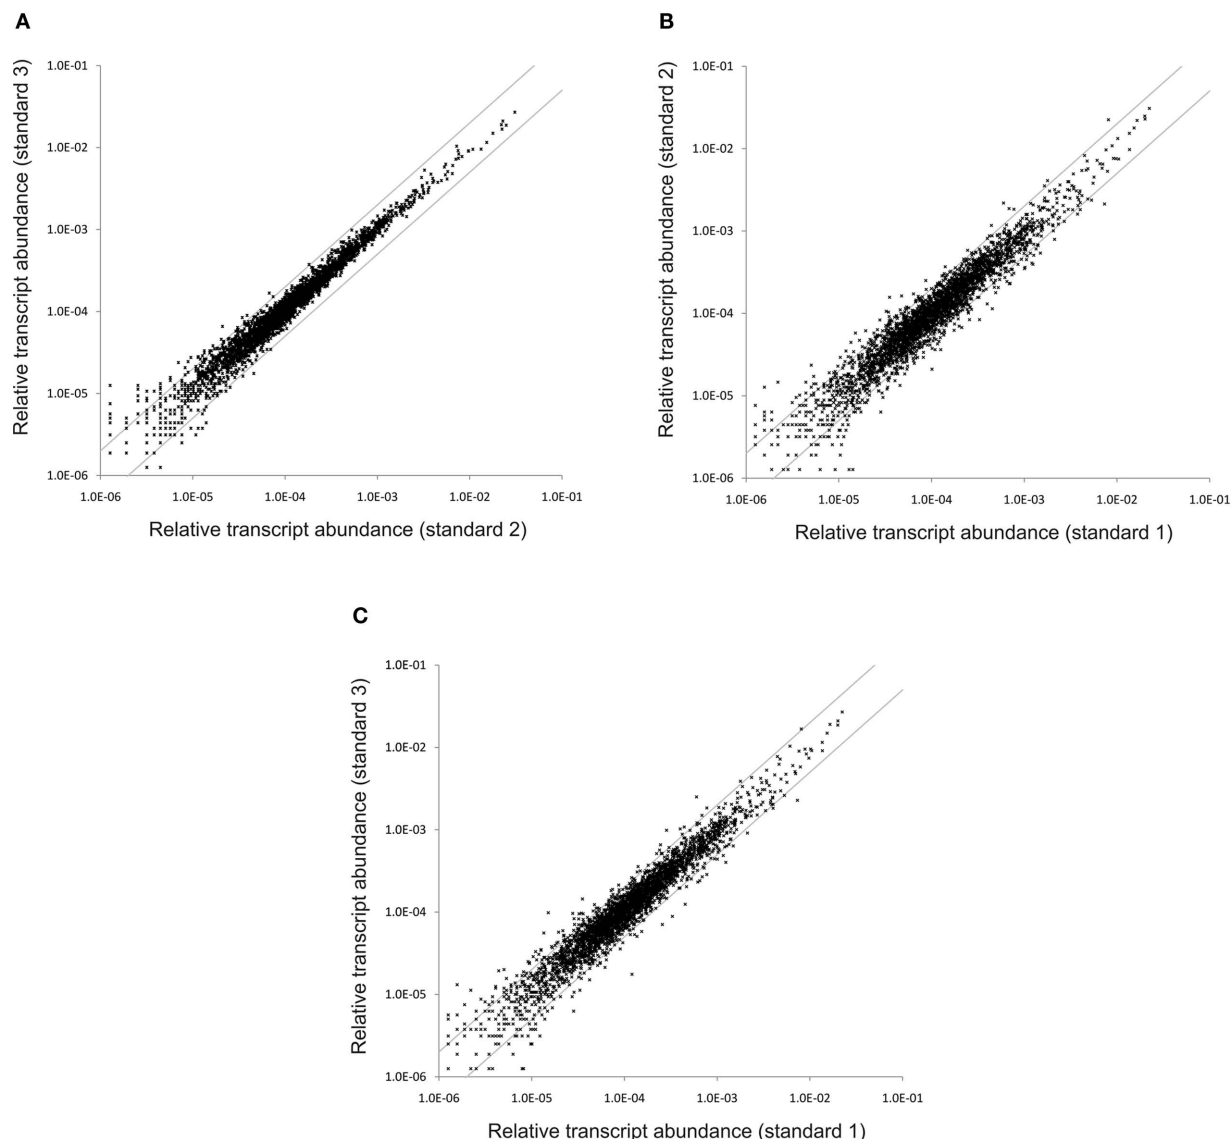 A
Relative transcript abundance (standard 3)
1.0E-01
1.0E-02
1.0E-03
1.0E-04
1.0E-05
1.0E-06
1.0E-06 1.0E-05 1.0E-04 1.0E-03 1.0E-02 1.0E-01
Relative transcript abundance (standard 2)
B
Relative transcript abundance (standard 2)
1.0E-01
1.0E-02
1.0E-03
1.0E-04
1.0E-05
1.0E-06
1.0E-06 1.0E-05 1.0E-04 1.0E-03 1.0E-02 1.0E-01
Relative transcript abundance (standard 1)
C
Relative transcript abundance (standard 3)
1.0E-01
1.0E-02
1.0E-03
1.0E-04
1.0E-05
1.0E-06
1.0E-06 1.0E-05 1.0E-04 1.0E-03 1.0E-02 1.0E-01
Relative transcript abundance (standard 1)